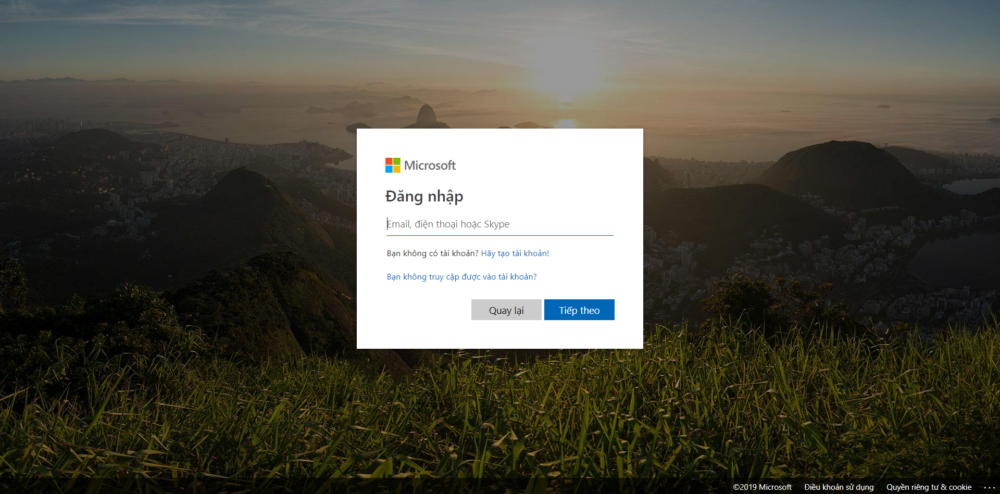 Microsoft
Đăng nhập
Email, điện thoại hoặc Skype
Bạn không có tài khoản? Hãy tạo tài khoản!
Bạn không truy cập được vào tài khoản?
Quay lại
Tiếp theo
©2019 Microsoft Điều khoản sử dụng Quyền riêng tư & cookie ...